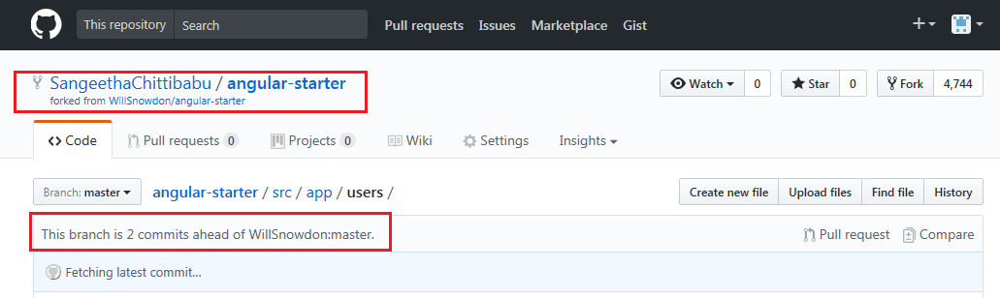 This repository Search Pull requests Issues Marketplace Gist
SangeethaChittibabu / angular-starter
forked from WillSnowdon/angular-starter
Watch 0 Star 0 Fork 4,744
Code Pull requests 0 Projects 0 Wiki Settings Insights
Branch: master angular-starter / src / app / users / Create new file Upload files Find file History
This branch is 2 commits ahead of WillSnowdon:master. Pull request Compare
Fetching latest commit...